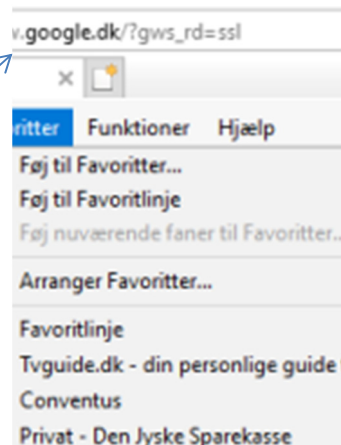 .google.dk/?gws_rd=ssl
ritter Funktioner Hjælp
Føj til Favoritter...
Føj til Favoritlinje
Føj nuværende faner til Favoritter..
Arranger Favoritter...
Favoritlinje
Tvguide.dk - din personlige guide
Conventus
Privat - Den Jyske Sparekasse